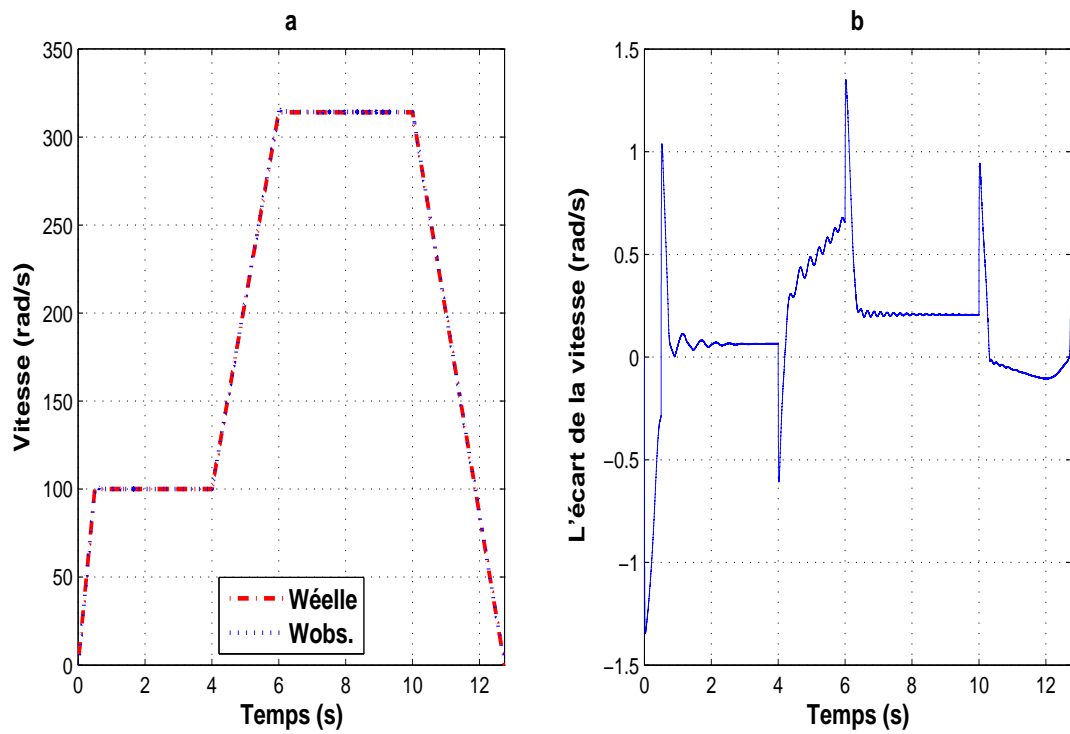 a
350
300
250
200
150
100
50
0
0 2 4 6 8 10 12
Vitesse (rad/s)
Temps (s)
Wéelle
Wobs.
b
1.5
1
0.5
0
−0.5
−1
−1.5
0 2 4 6 8 10 12
L'écart de la vitesse (rad/s)
Temps (s)